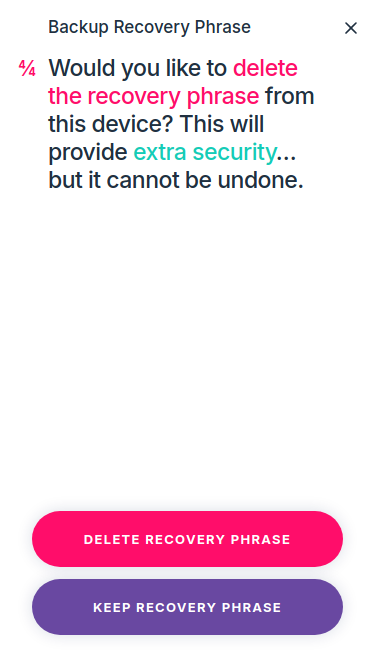 Backup Recovery Phrase
4/4 Would you like to delete
the recovery phrase from
this device? This will
provide extra security...
but it cannot be undone.
DELETE RECOVERY PHRASE
KEEP RECOVERY PHRASE